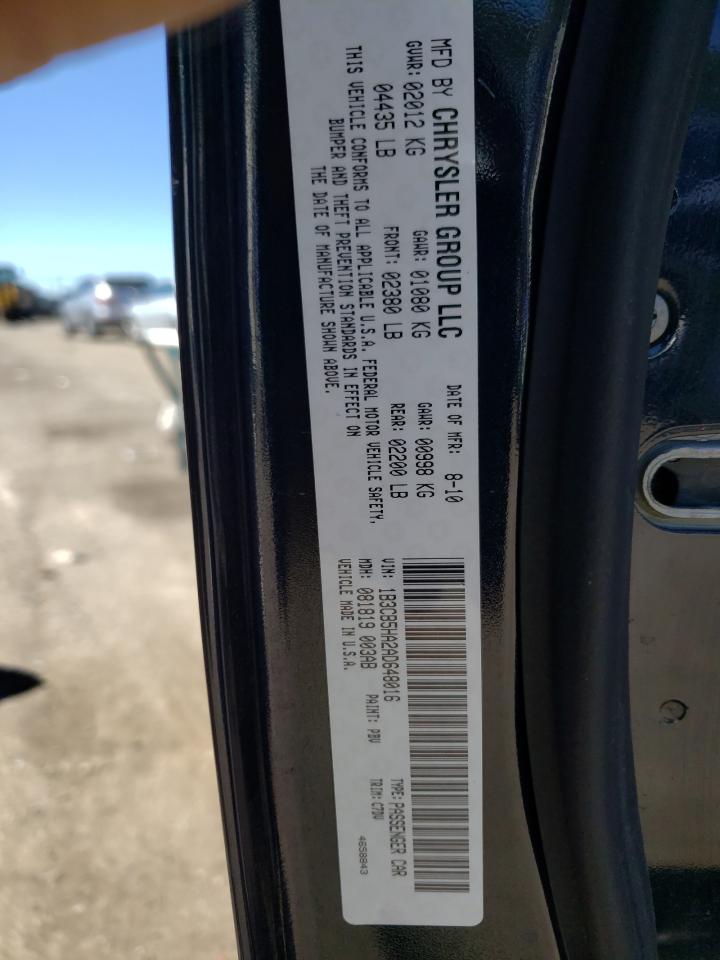 MFD BY CHRYSLER GROUP LLC DATE OF MFR: 8-10
GVWR: 02012 KG GAWR: 01080 KG GAWR: 00998 KG
04435 LB FRONT: 02380 LB REAR: 02200 LB
THIS VEHICLE CONFORMS TO ALL APPLICABLE U.S.A. FEDERAL MOTOR VEHICLE SAFETY,
BUMPER AND THEFT PREVENTION STANDARDS IN EFFECT ON
THE DATE OF MANUFACTURE SHOWN ABOVE.
VIN: 1B3CB5HA2AD648016 TYPE: PASSENGER CAR
MDH: 081819 003AB PAINT: PBV TRIM: C7DV
VEHICLE MADE IN U.S.A. 4658943